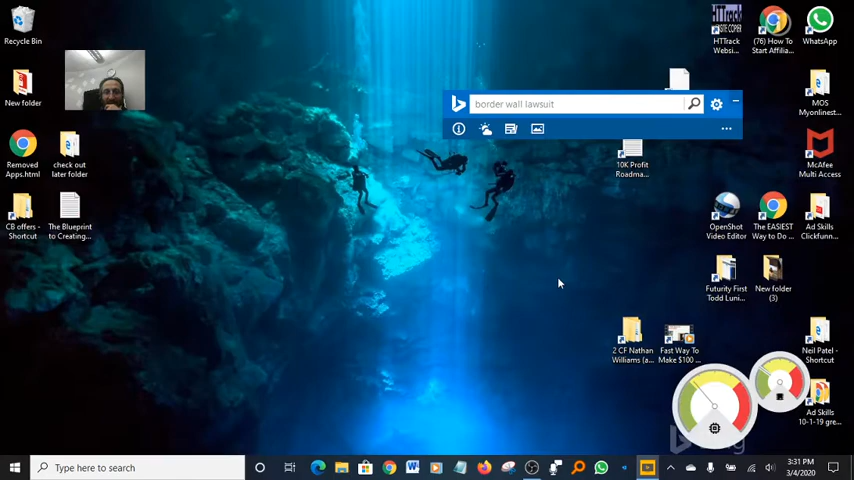 Recycle Bin
HTTrack
Websi...
(76) How To
Start Affilia...
WhatsApp
New folder
border wall lawsuit
MOS
Myonlinest...
Removed
Apps.html
check out
later folder
10K Profit
Roadma...
McAfee
Multi Access
CB offers -
Shortcut
The Blueprint
to Creating...
OpenShot
Video Editor
The EASIEST
Way to Do ...
Ad Skills
Clickfunn...
Futurity First
Todd Luni...
New folder
(3)
2 CF Nathan
Williams (a...
Fast Way To
Make $100 ...
Neil Patel -
Shortcut
Ad Skills
10-1-19 gre...
Type here to search
3:31 PM
3/4/2020